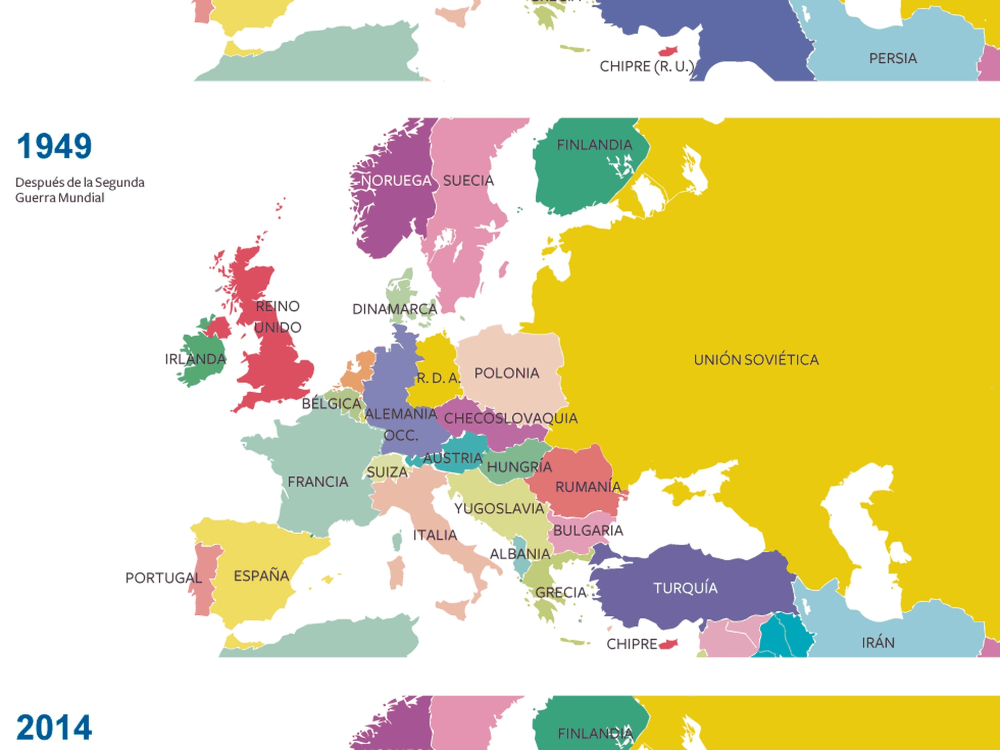 CHIPRE (R. U.)
PERSIA
1949
Después de la Segunda
Guerra Mundial
FINLANDIA
NORUEGA
SUECIA
REINO
UNIDO
DINAMARCA
IRLANDA
UNIÓN SOVIÉTICA
POLONIA
R. D. A.
BÉLGICA
ALEMANIA
OCC.
CHECOSLOVAQUIA
AUSTRIA
HUNGRÍA
SUIZA
FRANCIA
RUMANÍA
YUGOSLAVIA
BULGARIA
ITALIA
ALBANIA
PORTUGAL
ESPAÑA
TURQUÍA
GRECIA
CHIPRE
IRÁN
2014
FINLANDIA